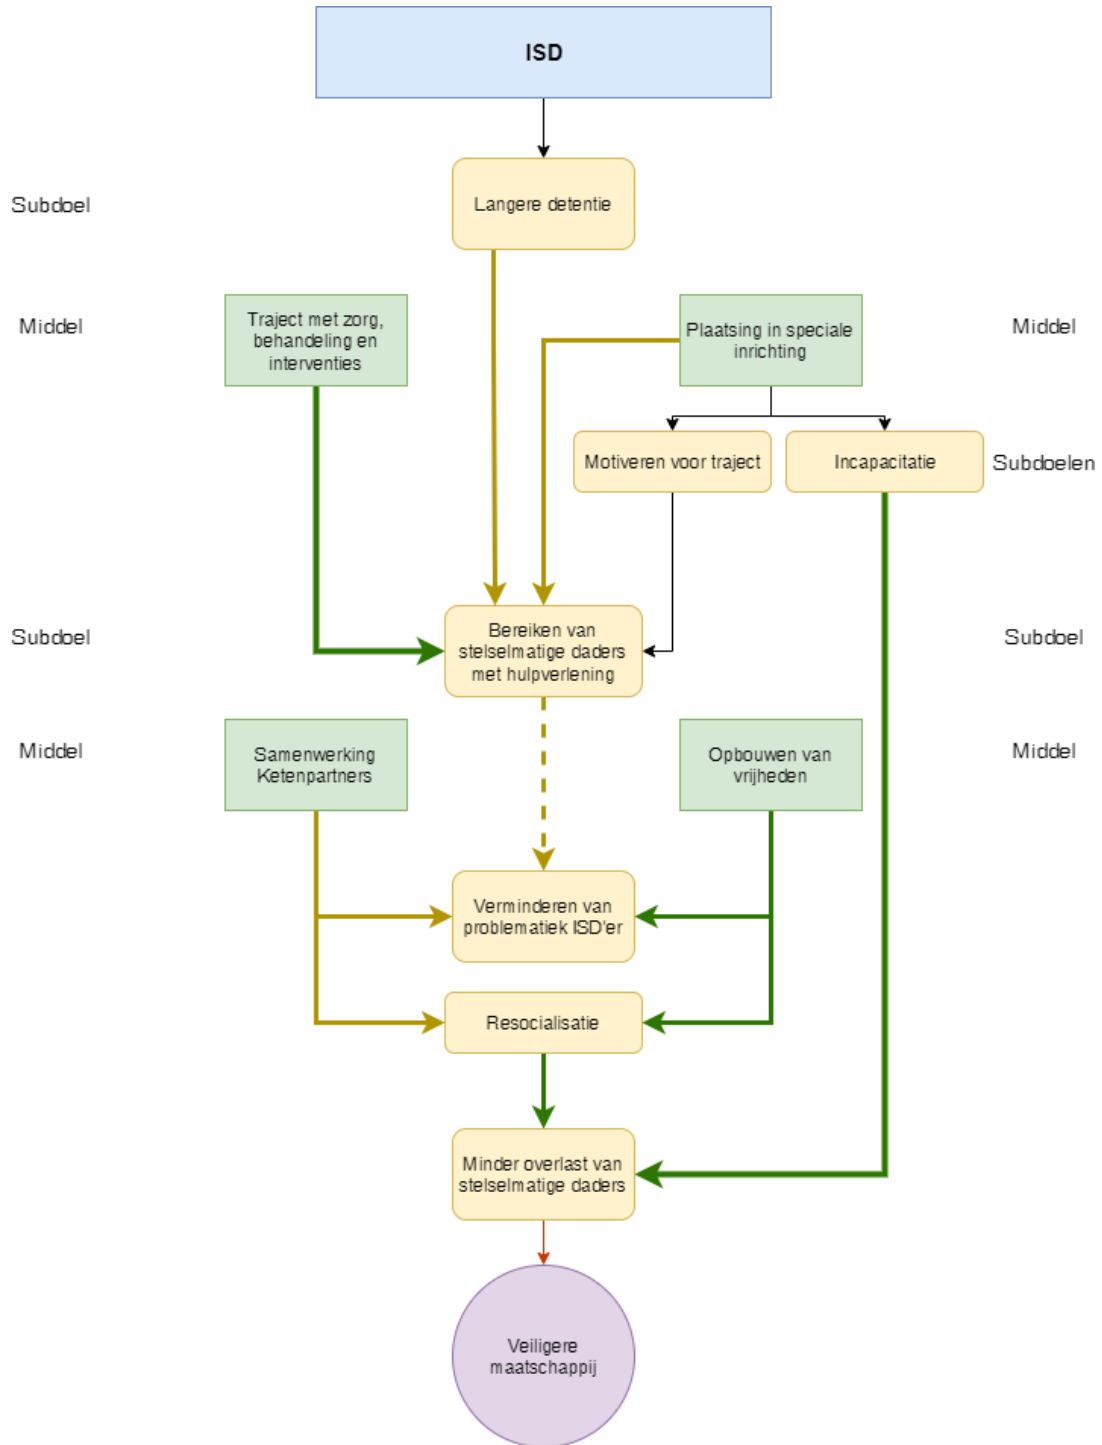 ISD
Subdoel
Langere detentie
Middel
Traject met zorg,
behandeling en
interventies
Plaatsing in speciale
inrichting
Middel
Motiveren voor traject
Incapacitatie
Subdoelen
Subdoel
Bereiken van
stelselmatige daders
met hulpverlening
Subdoel
Middel
Samenwerking
Ketenpartners
Opbouwen van
vrijheden
Middel
Verminderen van
problematiek ISD'er
Resocialisatie
Minder overlast van
stelselmatige daders
Veiligere
maatschappij